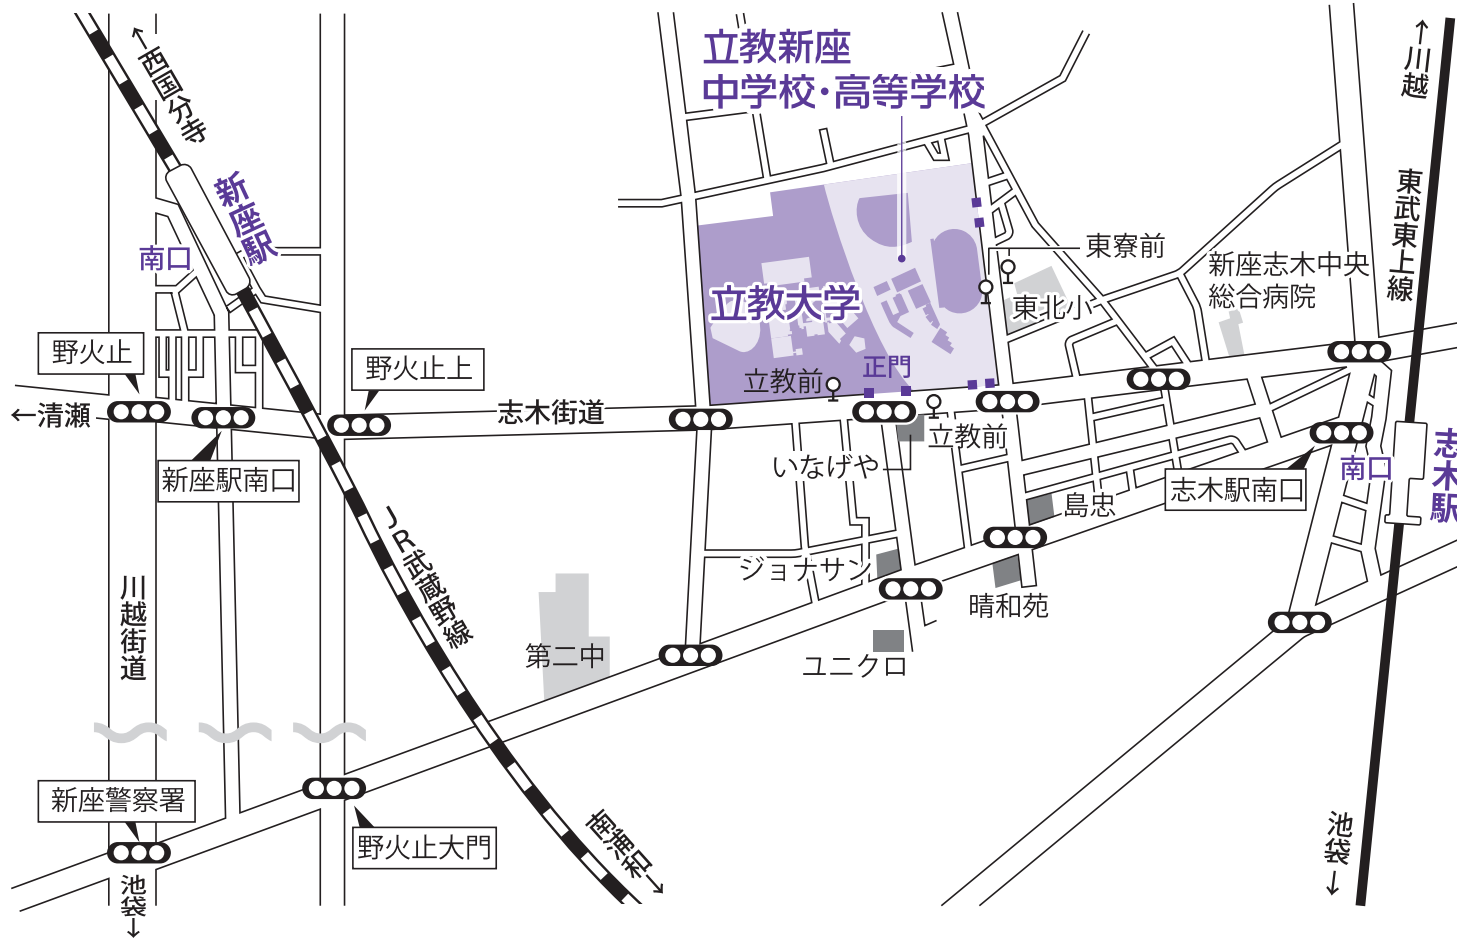 立教新座
中学校・高等学校
↑川越
↑西国分寺
新座駅
南口
東武東上線
東寮前
新座志木中央
総合病院
東北小
立教大学
野火止
野火止上
正門
立教前
←清瀬
志木街道
立教前
新座駅南口
いなげや
志木駅南口
南口
志木駅
島忠
JR武蔵野線
ジョナサン
晴和苑
川越街道
第二中
ユニクロ
新座警察署
野火止大門
南浦和→
池袋↓
池袋↓